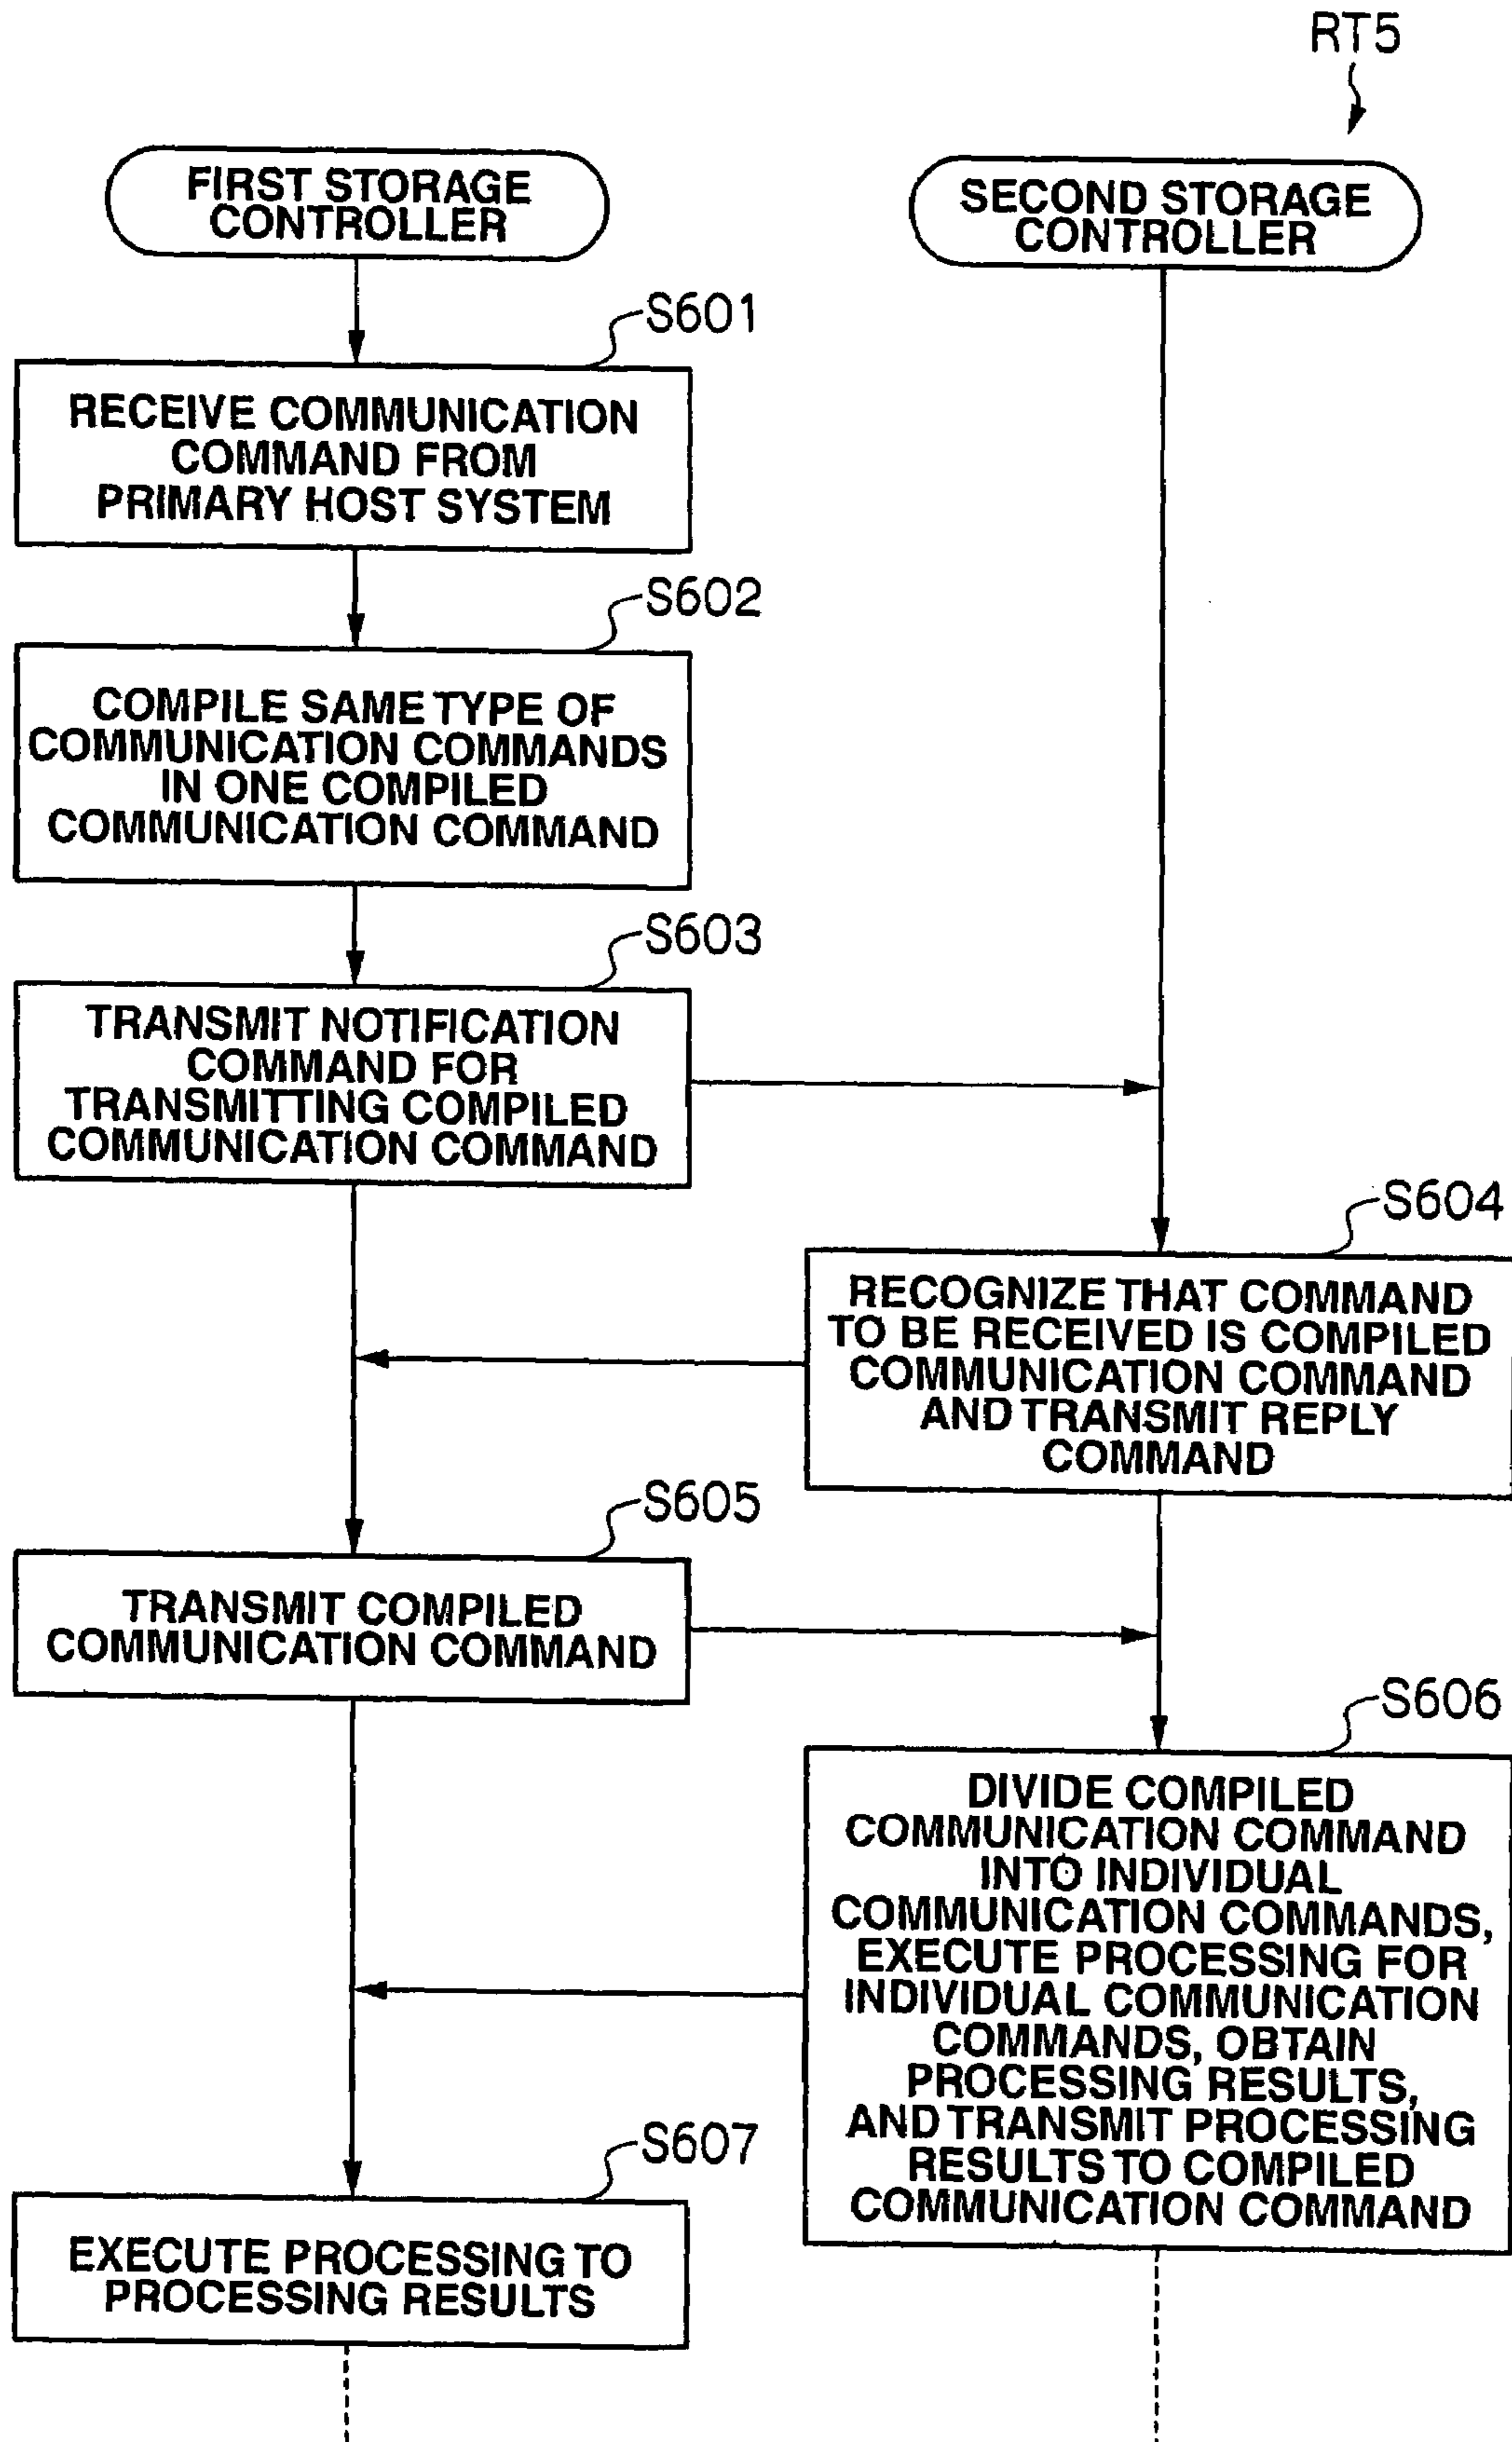 RT5
FIRST STORAGE
CONTROLLER
SECOND STORAGE
CONTROLLER
S601
RECEIVE COMMUNICATION
COMMAND FROM
PRIMARY HOST SYSTEM
S602
COMPILE SAME TYPE OF
COMMUNICATION COMMANDS
IN ONE COMPILED
COMMUNICATION COMMAND
S603
TRANSMIT NOTIFICATION
COMMAND FOR
TRANSMITTING COMPILED
COMMUNICATION COMMAND
S604
RECOGNIZE THAT COMMAND
TO BE RECEIVED IS COMPILED
COMMUNICATION COMMAND
AND TRANSMIT REPLY
COMMAND
S605
TRANSMIT COMPILED
COMMUNICATION COMMAND
S606
DIVIDE COMPILED
COMMUNICATION COMMAND
INTO INDIVIDUAL
COMMUNICATION COMMANDS,
EXECUTE PROCESSING FOR
INDIVIDUAL COMMUNICATION
COMMANDS, OBTAIN
PROCESSING RESULTS,
AND TRANSMIT PROCESSING
RESULTS TO COMPILED
COMMUNICATION COMMAND
S607
EXECUTE PROCESSING TO
PROCESSING RESULTS